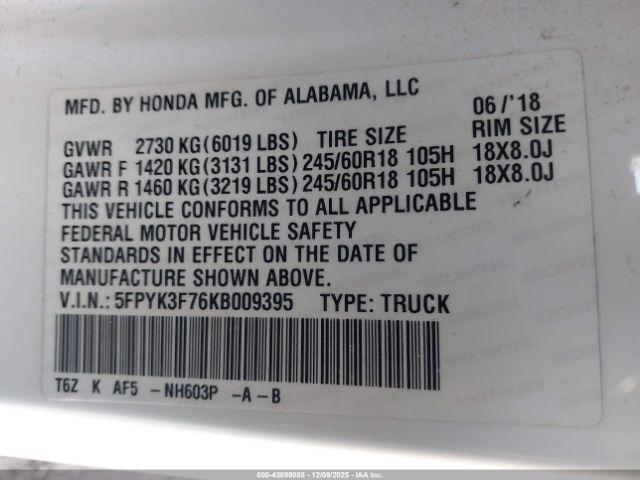 MFD. BY HONDA MFG. OF ALABAMA, LLC 06/'18
GVWR 2730 KG(6019 LBS) TIRE SIZE RIM SIZE
GAWR F 1420 KG(3131 LBS) 245/60R18 105H 18X8.0J
GAWR R 1460 KG(3219 LBS) 245/60R18 105H 18X8.0J
THIS VEHICLE CONFORMS TO ALL APPLICABLE
FEDERAL MOTOR VEHICLE SAFETY
STANDARDS IN EFFECT ON THE DATE OF
MANUFACTURE SHOWN ABOVE.
V.I.N.: 5FPYK3F76KB009395 TYPE: TRUCK
T6Z K AF5 -NH603P -A-B
000-43899888 - 12/09/2025 - IAA Inc.